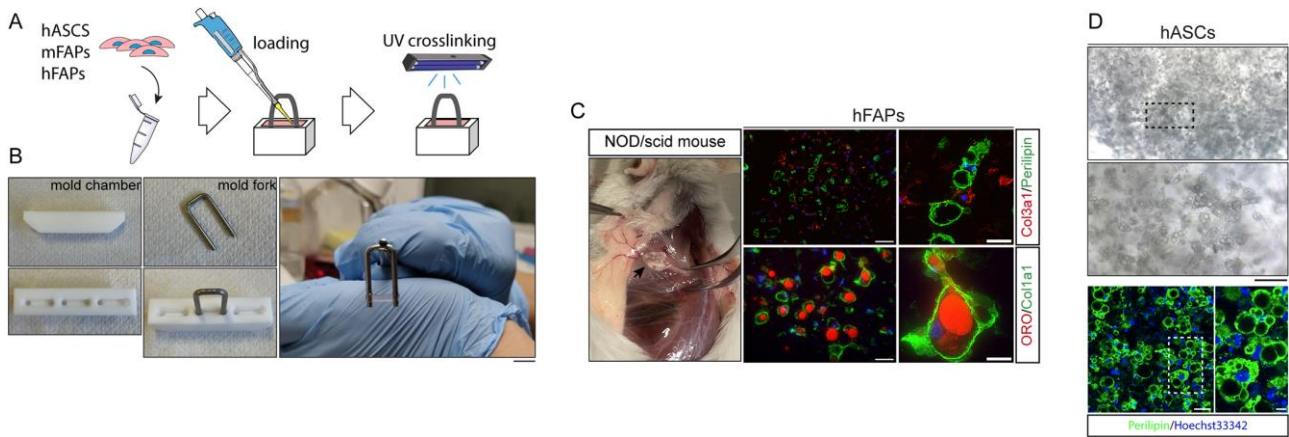 A
hASCS
mFAPs
hFAPs
loading
UV crosslinking
B
mold chamber
mold fork
C
hFAPs
NOD/scid mouse
Col3a1/Perilipin
ORO/Col1a1
D
hASCs
Perilipin/Hoechst33342